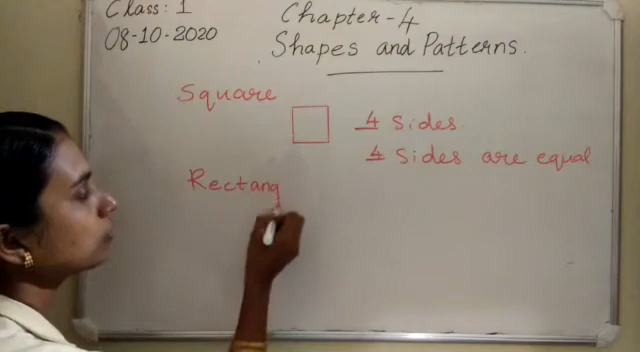 Class: 1
08-10-2020
Chapter-4
Shapes and Patterns.
Square
4 sides.
4 sides are equal
Rectang